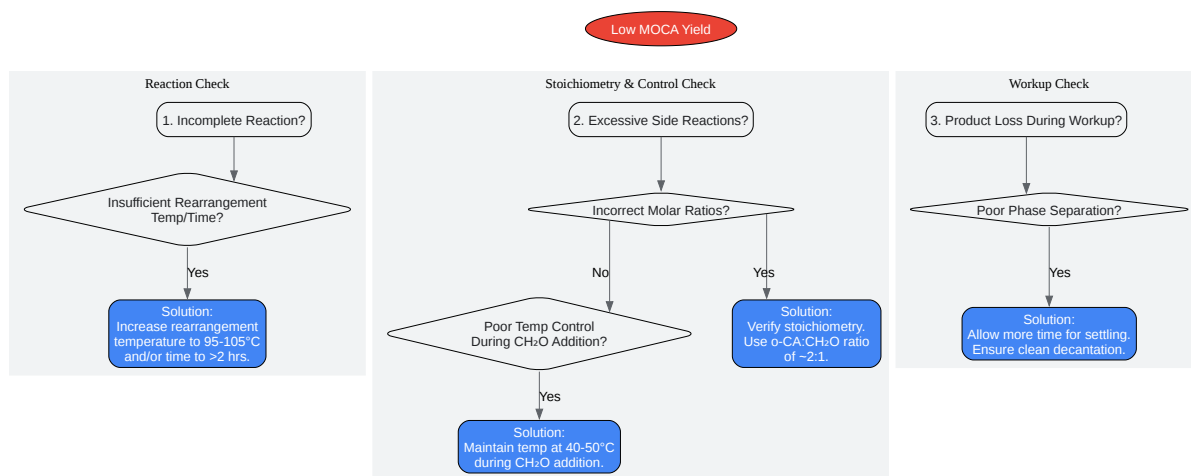 Low MOCA Yield
Reaction Check
1. Incomplete Reaction?
Insufficient Rearrangement
Temp/Time?
Yes
Solution:
Increase rearrangement
temperature to 95-105°C
and/or time to >2 hrs.
Stoichiometry & Control Check
2. Excessive Side Reactions?
Incorrect Molar Ratios?
No
Yes
Poor Temp Control
During CH₂O Addition?
Solution:
Verify stoichiometry.
Use o-CA:CH₂O ratio
of ~2:1.
Yes
Solution:
Maintain temp at 40-50°C
during CH₂O addition.
Workup Check
3. Product Loss During Workup?
Poor Phase Separation?
Yes
Solution:
Allow more time for settling.
Ensure clean decantation.